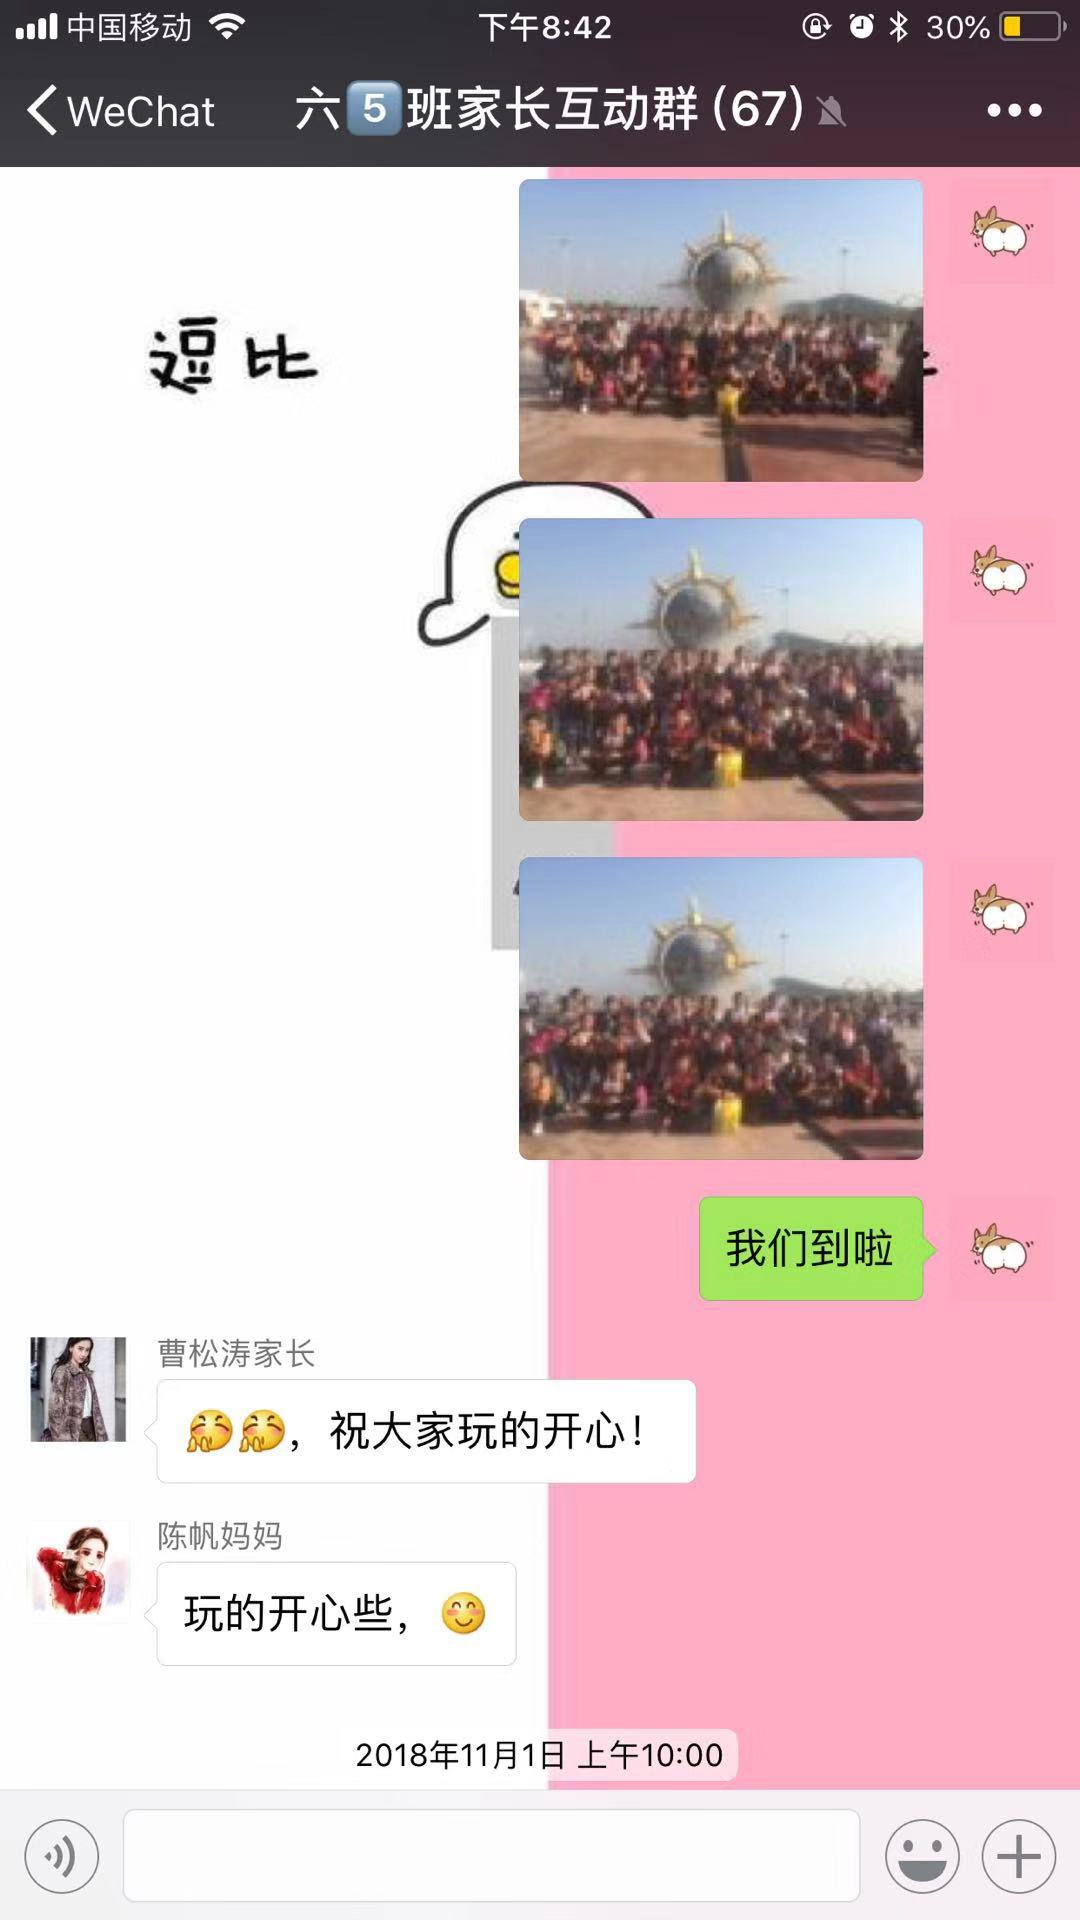 中国移动 下午8:42 30%
WeChat 六5️⃣班家长互动群(67)
逗比
我们到啦
曹松涛家长
，祝大家玩的开心！
陈帆妈妈
玩的开心些，
2018年11月1日 上午10:00